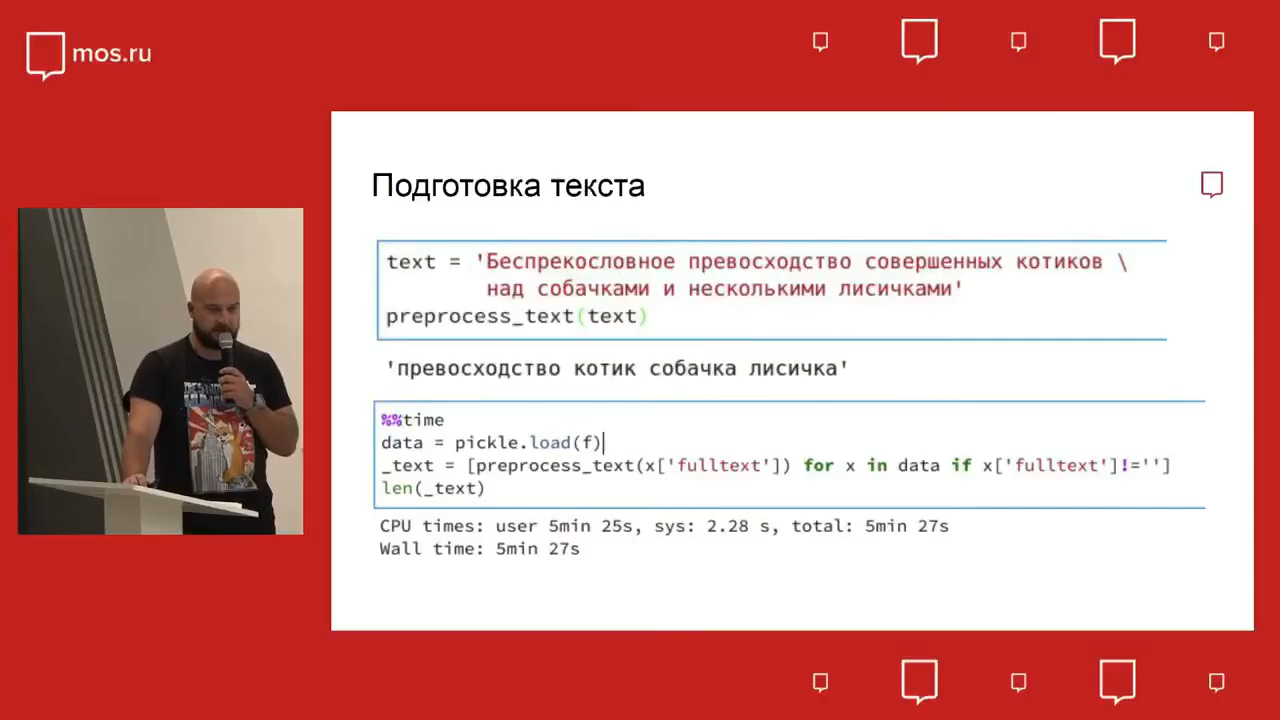 mos.ru
Подготовка текста
text = 'Беспрекословное превосходство совершенных котиков \
над собачками и несколькими лисичками'
preprocess_text(text)
'превосходство котик собачка лисичка'
%%time
data = pickle.load(f)
_text = [preprocess_text(x['fulltext']) for x in data if x['fulltext']!='']
len(_text)
CPU times: user 5min 25s, sys: 2.28 s, total: 5min 27s
Wall time: 5min 27s